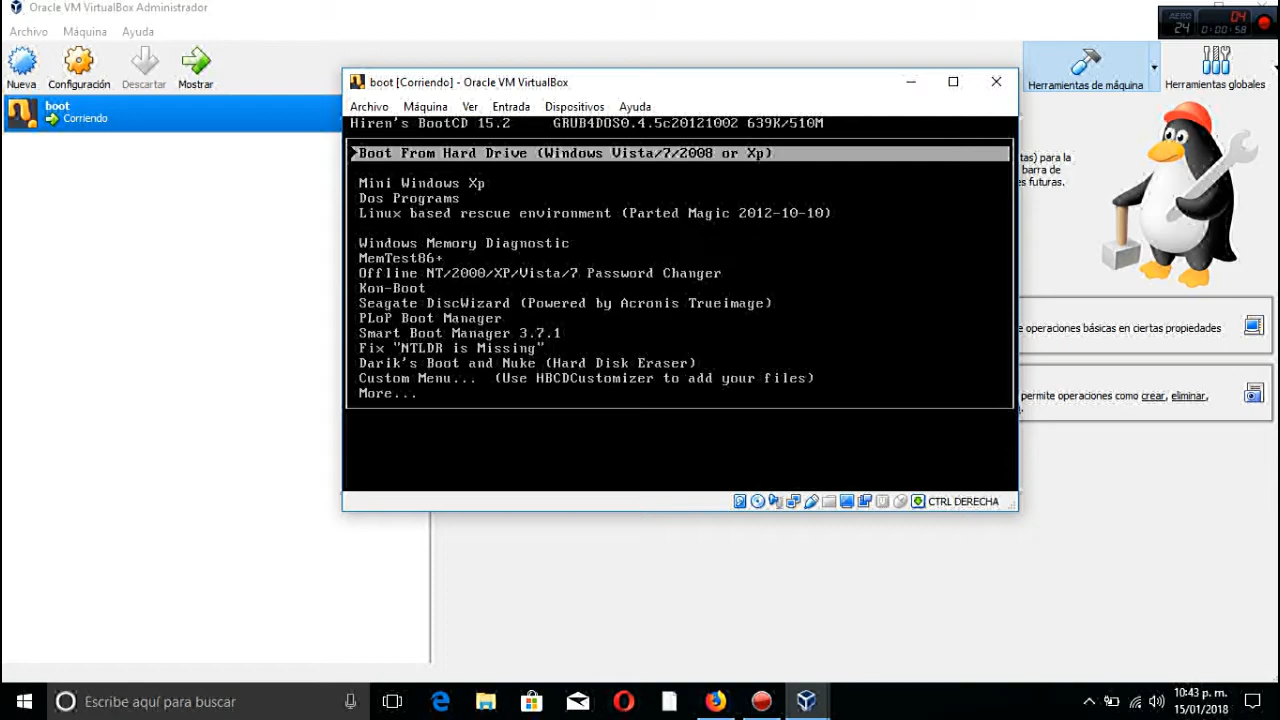 Oracle VM VirtualBox Administrador
Archivo Máquina Ayuda
Nueva Configuración Descartar Mostrar
boot
Corriendo
AERO 24 04 0:00:58
Herramientas de máquina Herramientas globales
boot [Corriendo] - Oracle VM VirtualBox
Archivo Máquina Ver Entrada Dispositivos Ayuda
Hiren's BootCD 15.2 GRUB4DOS0.4.5c20121002 639K/510M
Boot From Hard Drive (Windows Vista/7/2008 or Xp)
Mini Windows Xp
Dos Programs
Linux based rescue environment (Parted Magic 2012-10-10)
Windows Memory Diagnostic
MemTest86+
Offline NT/2000/XP/Vista/7 Password Changer
Kon-Boot
Seagate DiscWizard (Powered by Acronis Trueimage)
PLoP Boot Manager
Smart Boot Manager 3.7.1
Fix "NTLDR is Missing"
Darik's Boot and Nuke (Hard Disk Eraser)
Custom Menu... (Use HBCDCustomizer to add your files)
More...
CTRL DERECHA
tas) para la
barra de
es futuras.
e operaciones básicas en ciertas propiedades
permite operaciones como crear, eliminar,
Escribe aquí para buscar
10:43 p. m.
15/01/2018